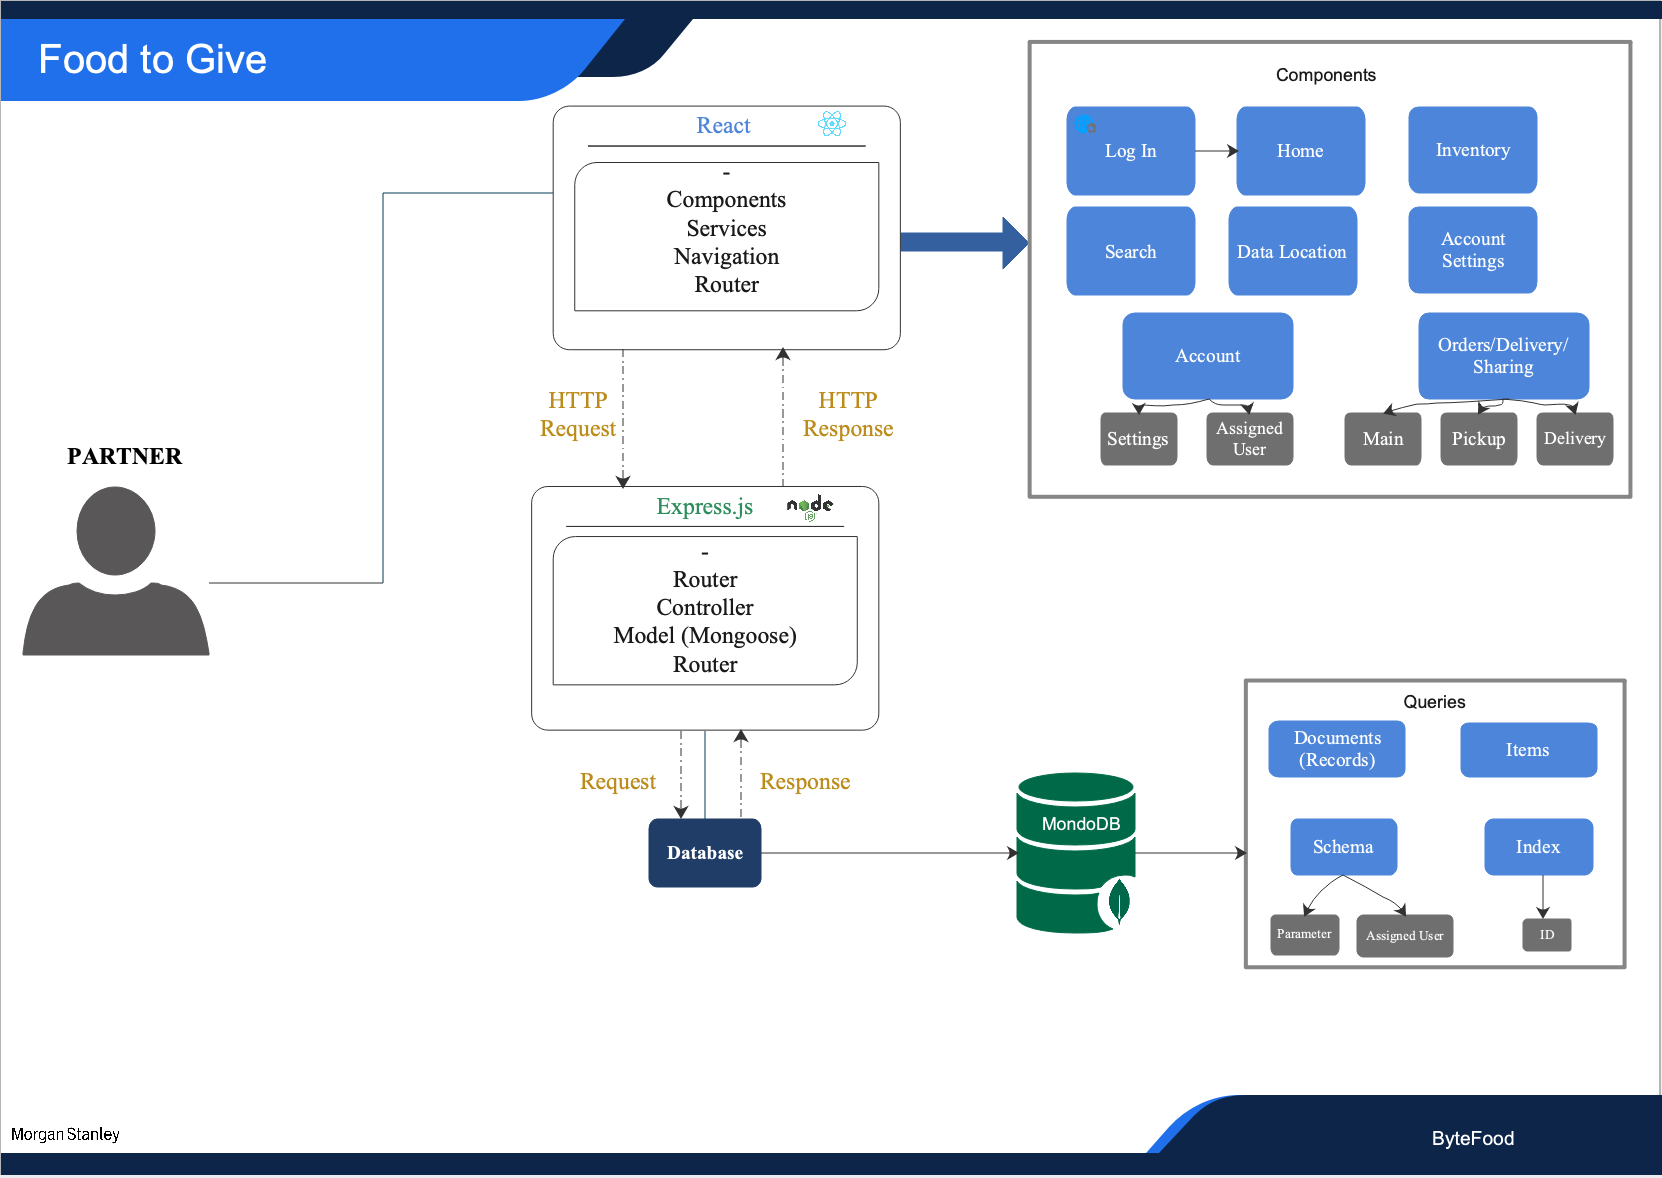 Food to Give
React
-
Components
Services
Navigation
Router
HTTP
Request
HTTP
Response
PARTNER
Express.js
node
JS
-
Router
Controller
Model (Mongoose)
Router
Request
Response
Database
MondoDB
Components
Log In
Home
Inventory
Search
Data Location
Account
Settings
Account
Orders/Delivery/
Sharing
Settings
Assigned
User
Main
Pickup
Delivery
Queries
Documents
(Records)
Items
Schema
Index
Parameter
Assigned User
ID
Morgan Stanley
ByteFood